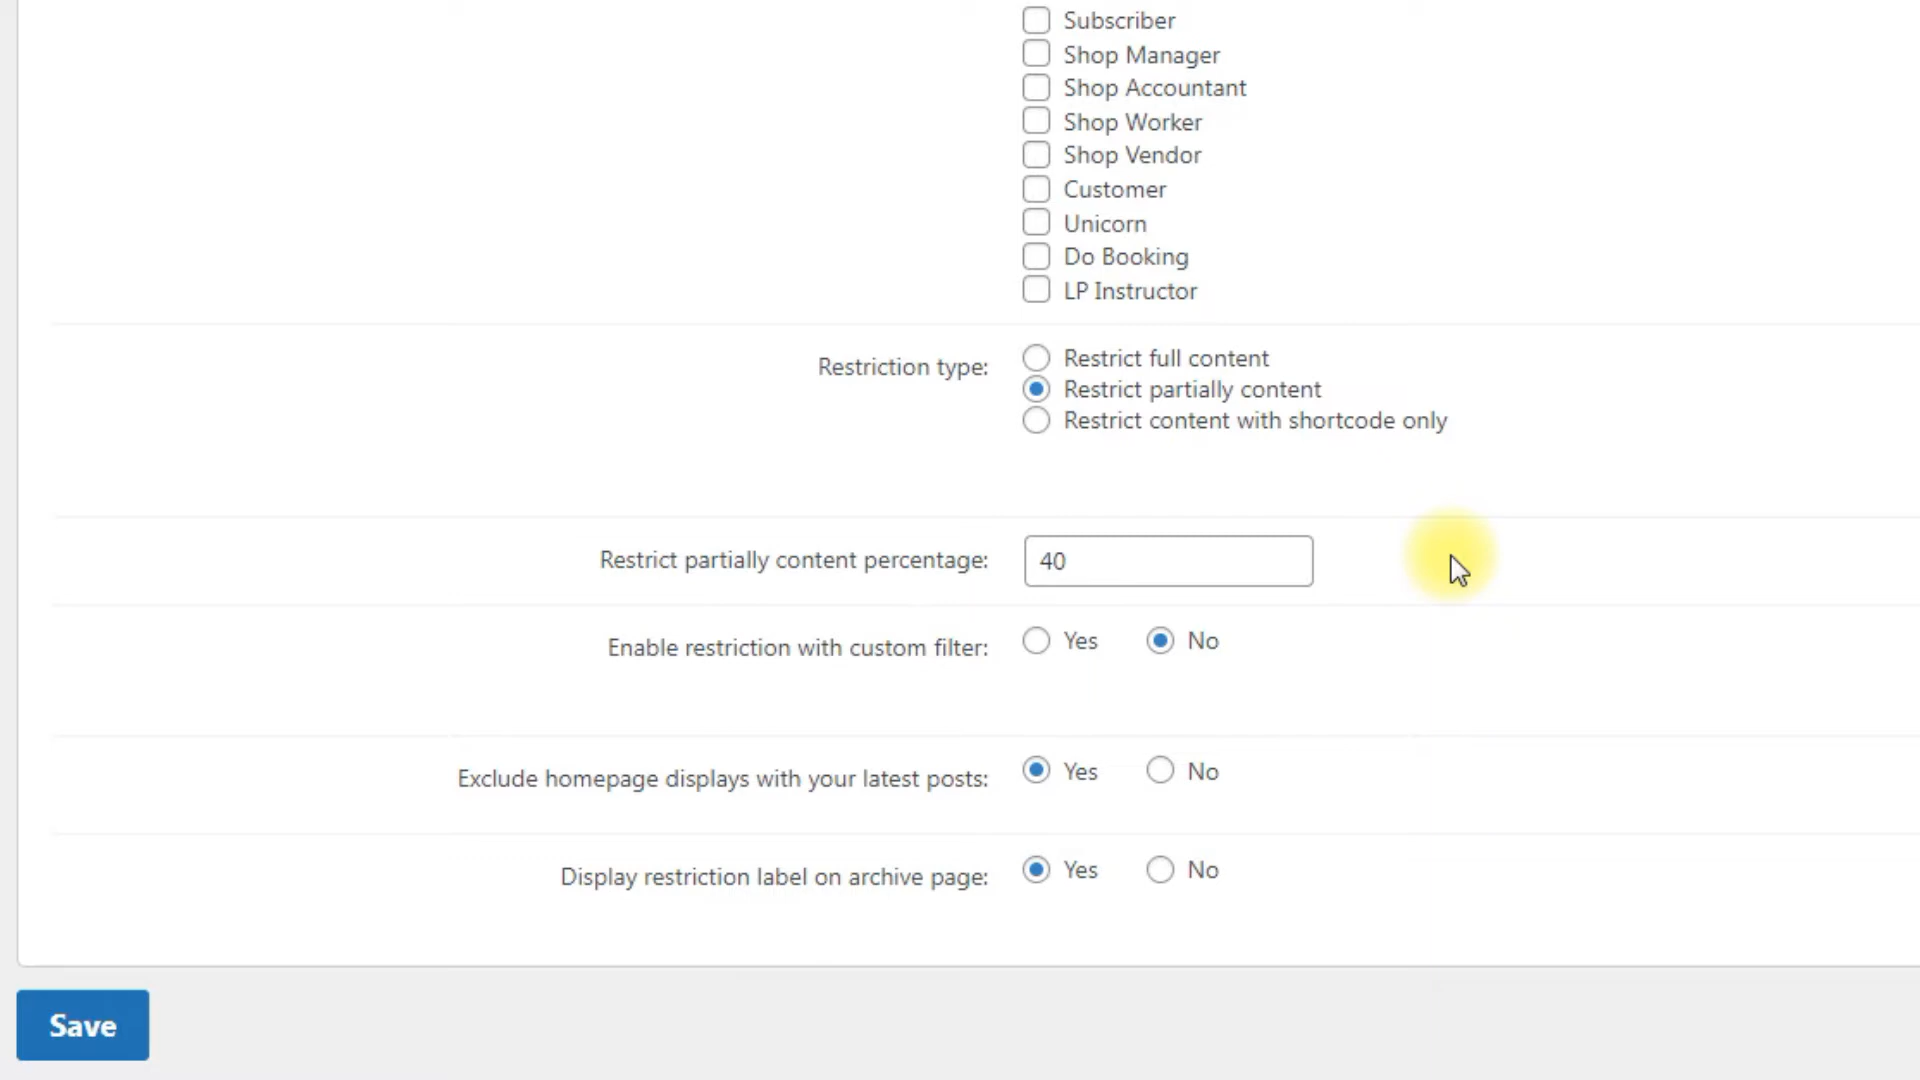 Subscriber
Shop Manager
Shop Accountant
Shop Worker
Shop Vendor
Customer
Unicorn
Do Booking
LP Instructor
Restriction type:
Restrict full content
Restrict partially content
Restrict content with shortcode only
Restrict partially content percentage: 40
Enable restriction with custom filter: Yes No
Exclude homepage displays with your latest posts: Yes No
Display restriction label on archive page: Yes No
Save